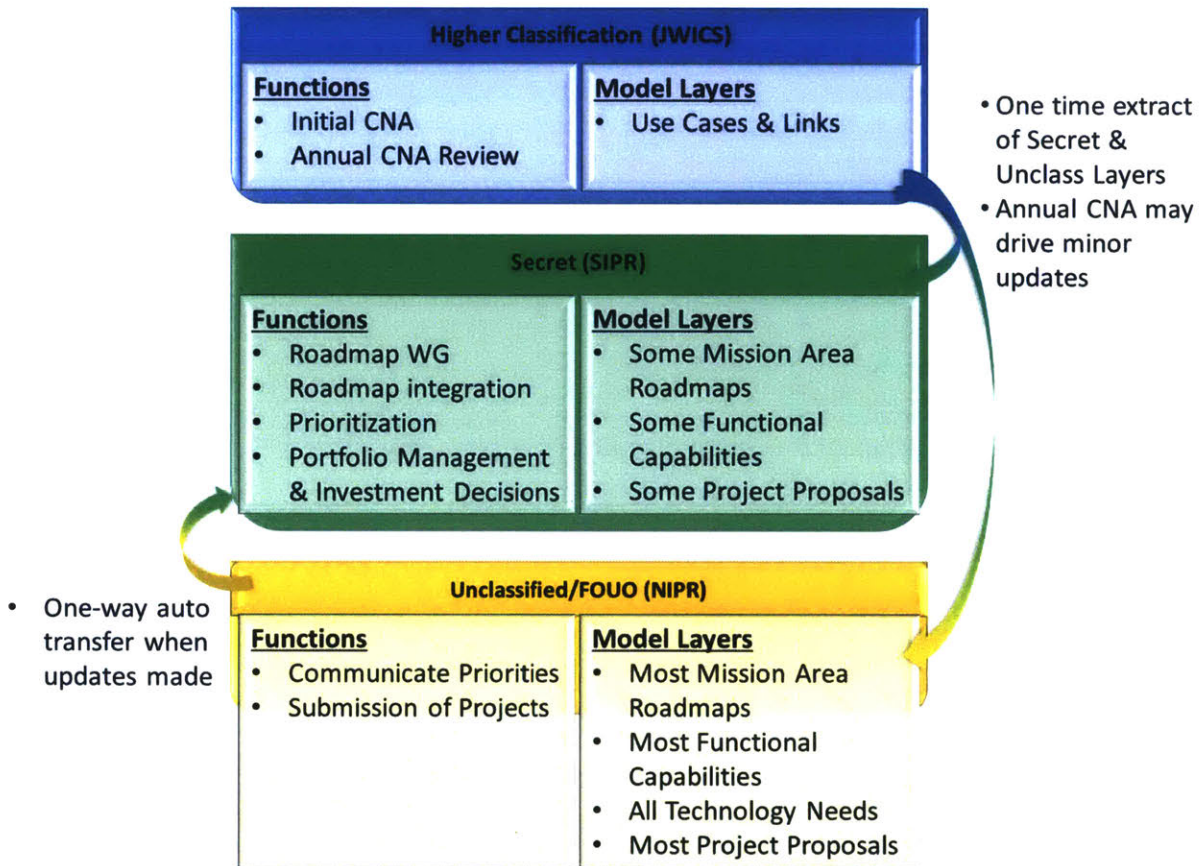 Higher Classification (JWICS)
Functions
• Initial CNA
• Annual CNA Review
Model Layers
• Use Cases & Links
• One time extract
of Secret &
Unclass Layers
• Annual CNA may
drive minor
updates
Secret (SIPR)
Functions
• Roadmap WG
• Roadmap integration
• Prioritization
• Portfolio Management
& Investment Decisions
Model Layers
• Some Mission Area
Roadmaps
• Some Functional
Capabilities
• Some Project Proposals
• One-way auto
transfer when
updates made
Unclassified/FOUO (NIPR)
Functions
• Communicate Priorities
• Submission of Projects
Model Layers
• Most Mission Area
Roadmaps
• Most Functional
Capabilities
• All Technology Needs
• Most Project Proposals